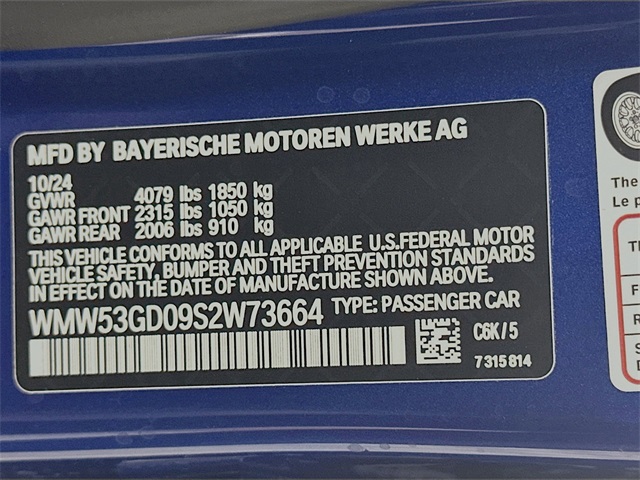 MFD BY BAYERISCHE MOTOREN WERKE AG
10/24
GVWR 4079 lbs 1850 kg
GAWR FRONT 2315 lbs 1050 kg
GAWR REAR 2006 lbs 910 kg
THIS VEHICLE CONFORMS TO ALL APPLICABLE U.S.FEDERAL MOTOR
VEHICLE SAFETY, BUMPER AND THEFT PREVENTION STANDARDS
IN EFFECT ON THE DATE OF MANUFACTURE SHOWN ABOVE.
WMW53GD09S2W73664 TYPE: PASSENGER CAR
C6K/5
7315814
The
Le p